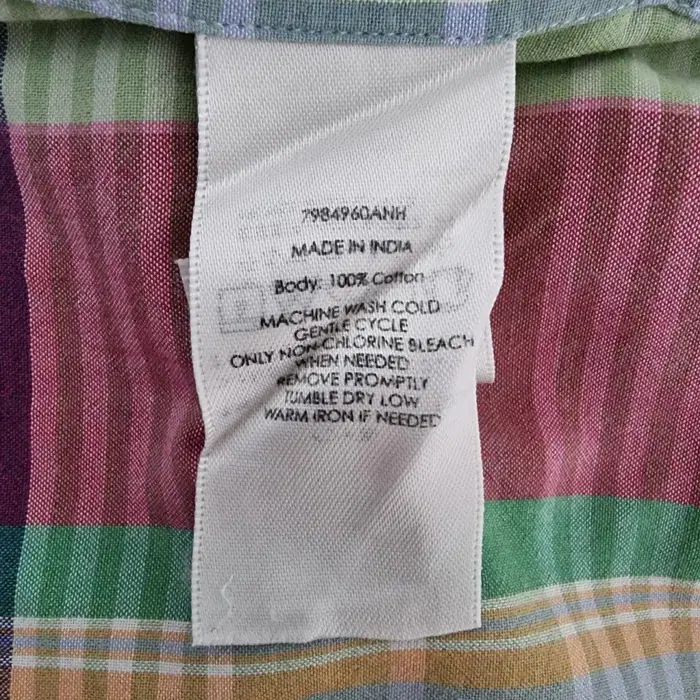 7984960ANH
MADE IN INDIA
Body: 100% Cotton
MACHINE WASH COLD
GENTLE CYCLE
ONLY NON-CHLORINE BLEACH
WHEN NEEDED
REMOVE PROMPTLY
TUMBLE DRY LOW
WARM IRON IF NEEDED